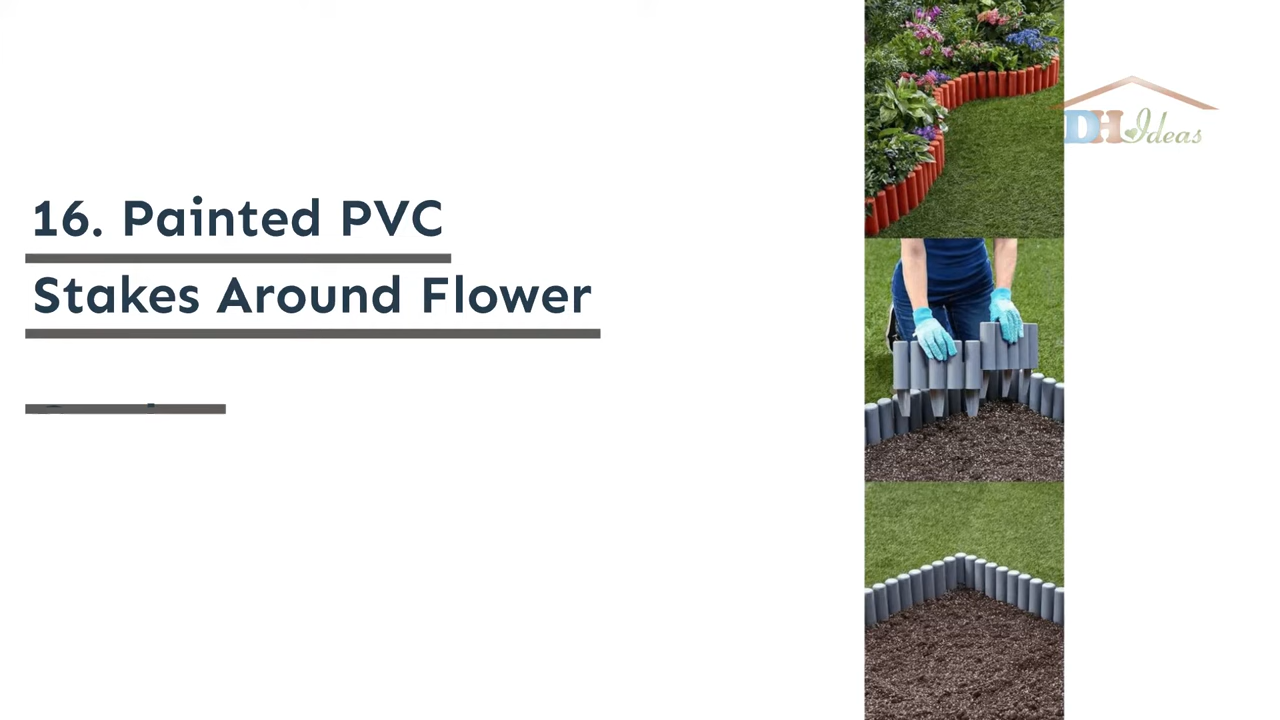 16. Painted PVC
Stakes Around Flower
DH Ideas